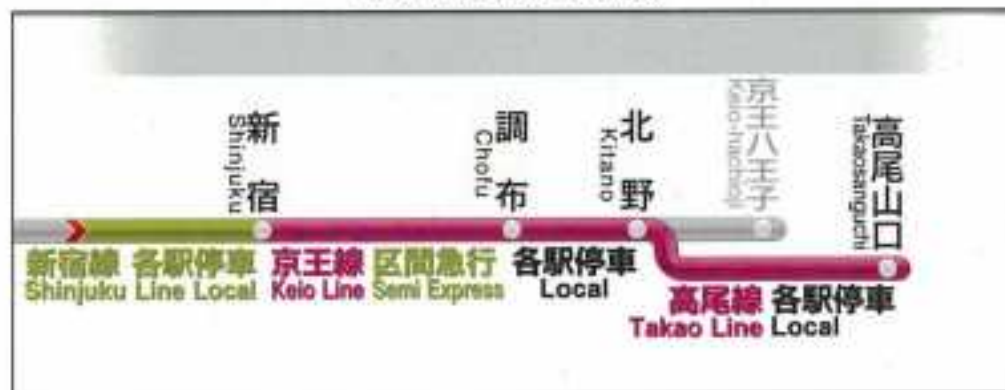 新宿
Shinjuku
調布
Chofu
北野
Kitano
京王八王子
Keio-hachioji
高尾山口
Takaosanguchi
新宿線 各駅停車
Shinjuku Line Local
京王線 区間急行
Keio Line Semi Express
各駅停車
Local
高尾線 各駅停車
Takao Line Local